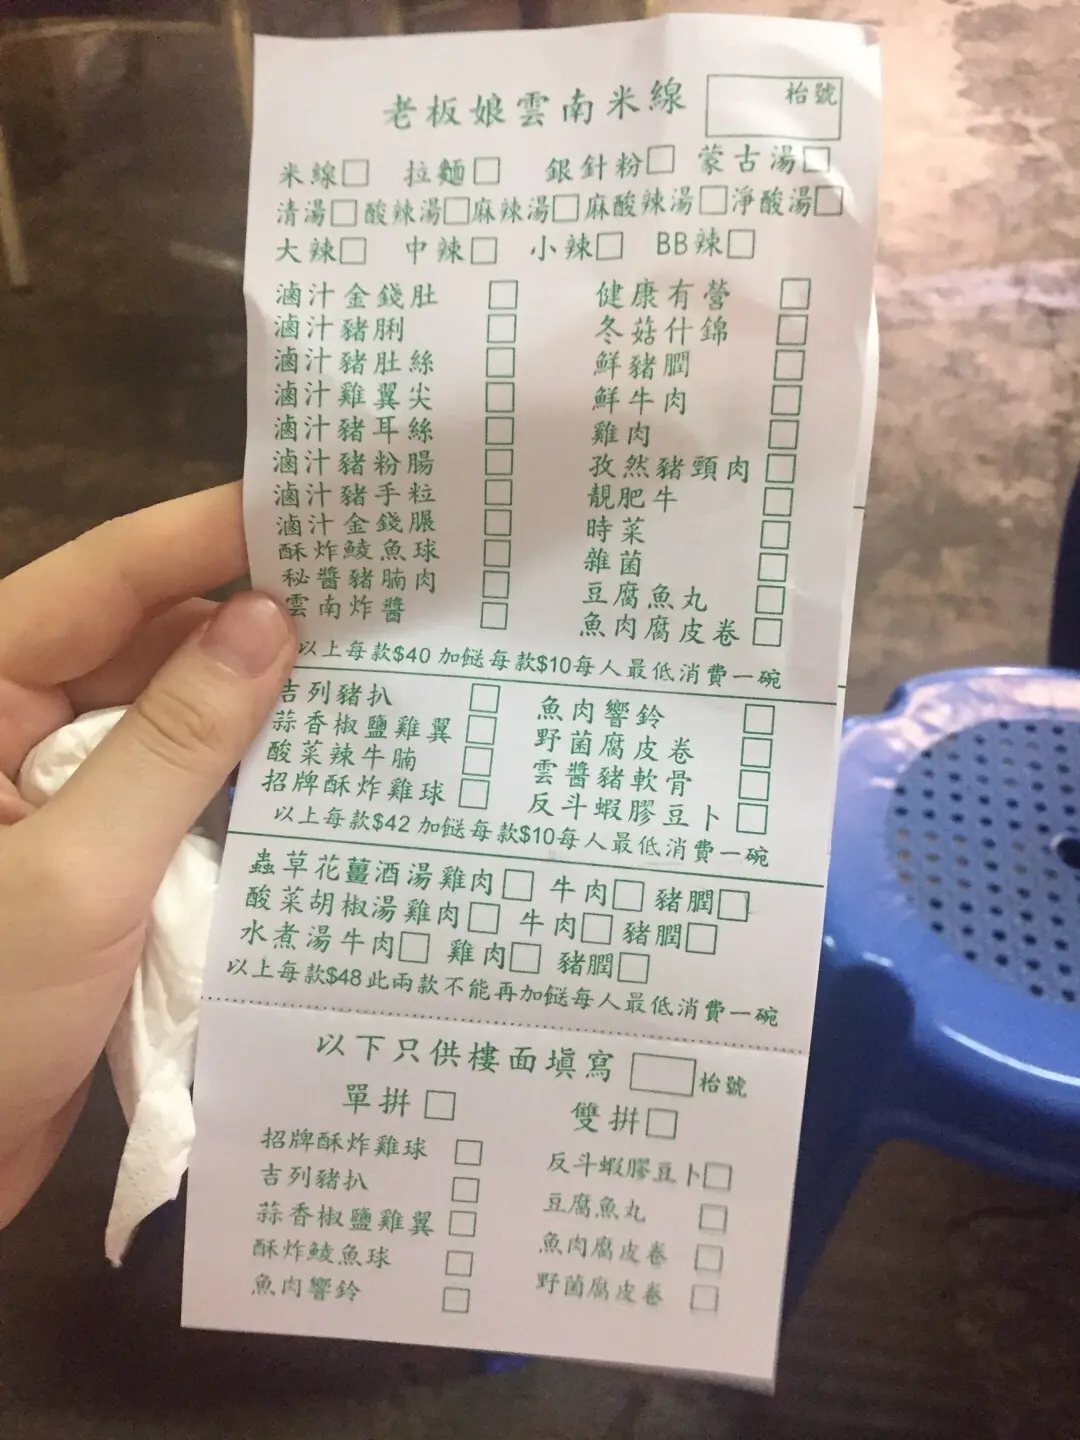 老板娘雲南米線 枱號
米線□ 拉麵□ 銀針粉□ 蒙古湯□
清湯□ 酸辣湯□ 麻辣湯□ 麻酸辣湯□ 淨酸湯□
大辣□ 中辣□ 小辣□ BB辣□
滷汁金錢肚 □ 健康有營 □
滷汁豬脷 □ 冬菇什錦 □
滷汁豬肚絲 □ 鮮豬膶 □
滷汁雞翼尖 □ 鮮牛肉 □
滷汁豬耳絲 □ 雞肉 □
滷汁豬粉腸 □ 孜然豬頸肉 □
滷汁豬手粒 □ 靚肥牛 □
滷汁金錢𦟌 □ 時菜 □
酥炸鯪魚球 □ 雜菌 □
秘醬豬腩肉 □ 豆腐魚丸 □
雲南炸醬 □ 魚肉腐皮卷 □
以上每款$40 加餸每款$10每人最低消費一碗
吉列豬扒 □ 魚肉響鈴 □
蒜香椒鹽雞翼 □ 野菌腐皮卷 □
酸菜辣牛腩 □ 雲醬豬軟骨 □
招牌酥炸雞球 □ 反斗蝦膠豆卜 □
以上每款$42 加餸每款$10每人最低消費一碗
蟲草花薑酒湯雞肉□ 牛肉□ 豬膶□
酸菜胡椒湯雞肉□ 牛肉□ 豬膶□
水煮湯牛肉□ 雞肉□ 豬膶□
以上每款$48此兩款不能再加餸每人最低消費一碗
以下只供樓面填寫 □枱號
單拼 □ 雙拼□
招牌酥炸雞球 □ 反斗蝦膠豆卜□
吉列豬扒 □ 豆腐魚丸 □
蒜香椒鹽雞翼 □ 魚肉腐皮卷 □
酥炸鯪魚球 □ 野菌腐皮卷 □
魚肉響鈴 □